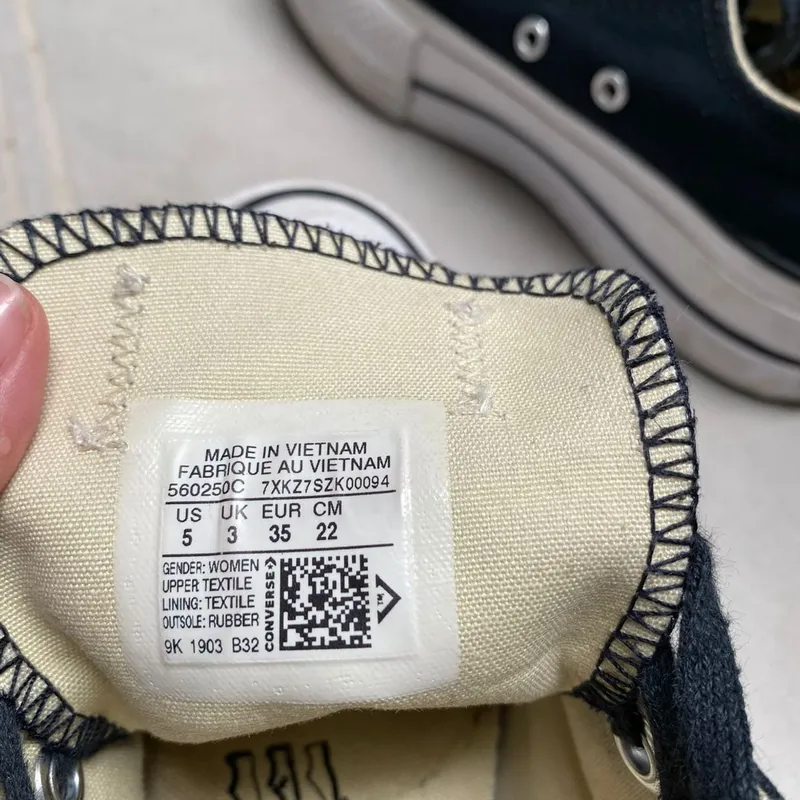 MADE IN VIETNAM
FABRIQUE AU VIETNAM
560250C 7XKZ7SZK00094
US UK EUR CM
5 3 35 22
GENDER: WOMEN
UPPER TEXTILE
LINING: TEXTILE
OUTSOLE: RUBBER
9K 1903 B32
CONVERSE
TM